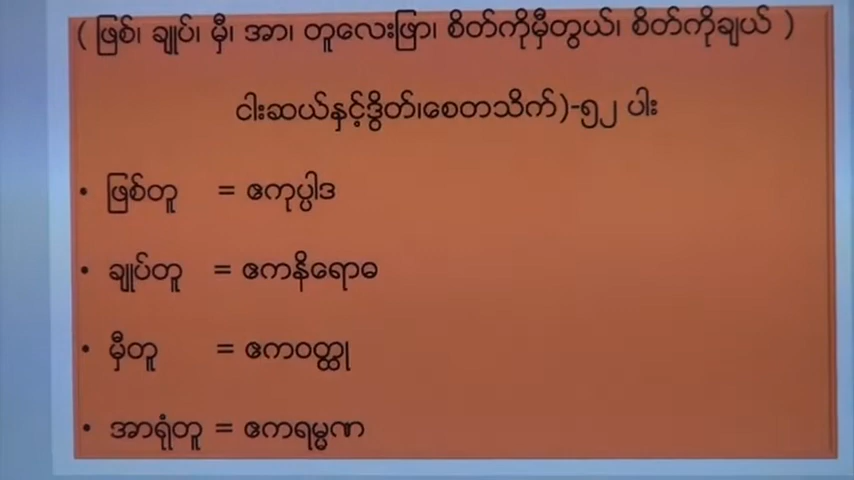 ( ဖြစ်၊ ချုပ်၊ မှီ၊ အာ၊ တူလေးဖြာ၊ စိတ်ကိုမှီတွယ်၊ စိတ်ကိုချယ် )
ငါးဆယ်နှင့်ဒွိတ်၊စေတသိက်)-၅၂ ပါး
• ဖြစ်တူ = ဧကုပ္ပါဒ
• ချုပ်တူ = ဧကနိရောဓ
• မှီတူ = ဧကဝတ္ထု
• အာရုံတူ = ဧကရမ္မဏ